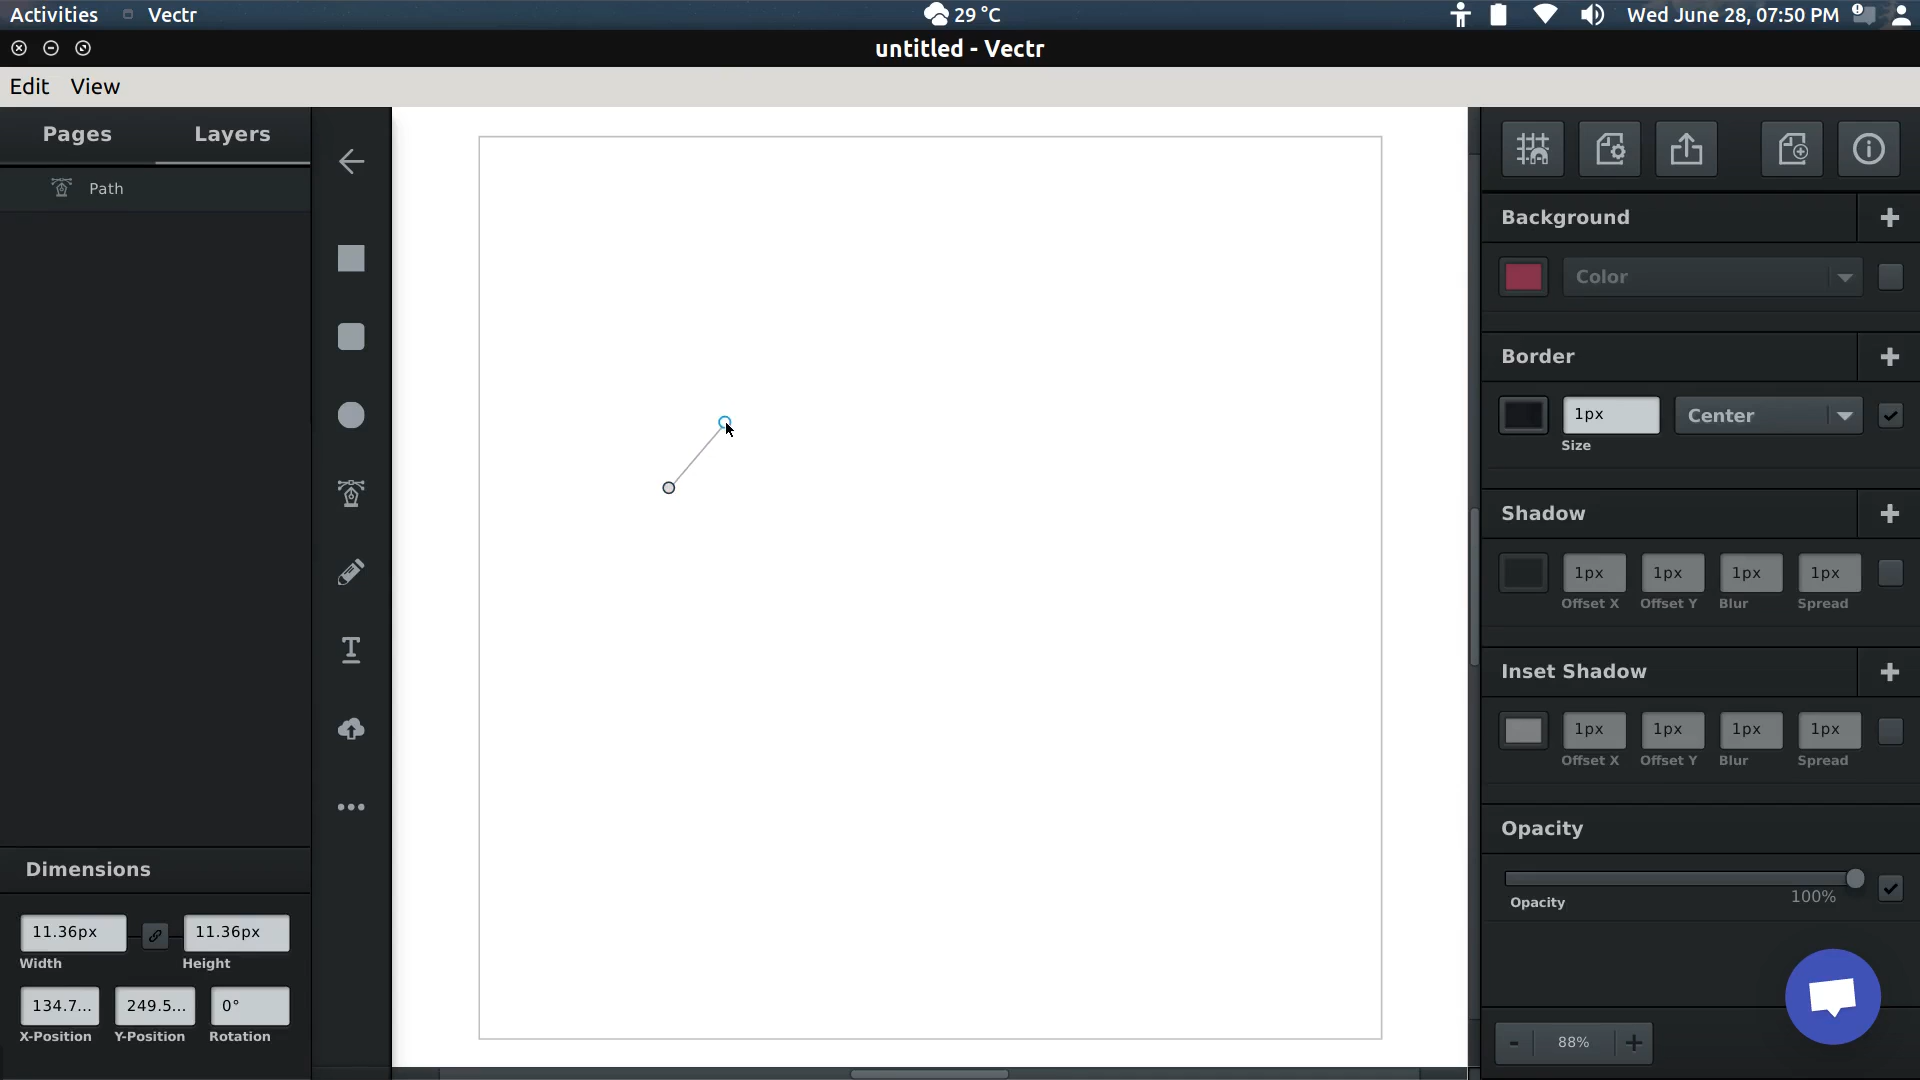 Activities Vectr 29 °C Wed June 28, 07:50 PM
untitled - Vectr
Edit View
Pages Layers
Path
Background
Color
Border
1px Center
Size
Shadow
1px 1px 1px 1px
Offset X Offset Y Blur Spread
Inset Shadow
1px 1px 1px 1px
Offset X Offset Y Blur Spread
Opacity
100%
Opacity
Dimensions
11.36px 11.36px
Width Height
134.7... 249.5... 0°
X-Position Y-Position Rotation
- 88% +